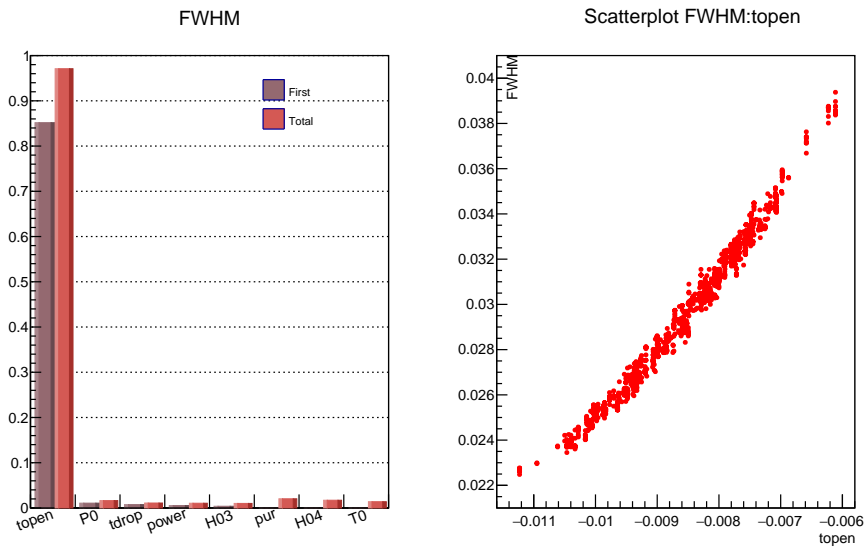 FWHM
1
0.9
0.8
0.7
0.6
0.5
0.4
0.3
0.2
0.1
0
topen P0 tdrop power H03 pur H04 T0
First
Total
Scatterplot FWHM:topen
FWHM
0.04
0.038
0.036
0.034
0.032
0.03
0.028
0.026
0.024
0.022
−0.011 −0.01 −0.009 −0.008 −0.007 −0.006
topen